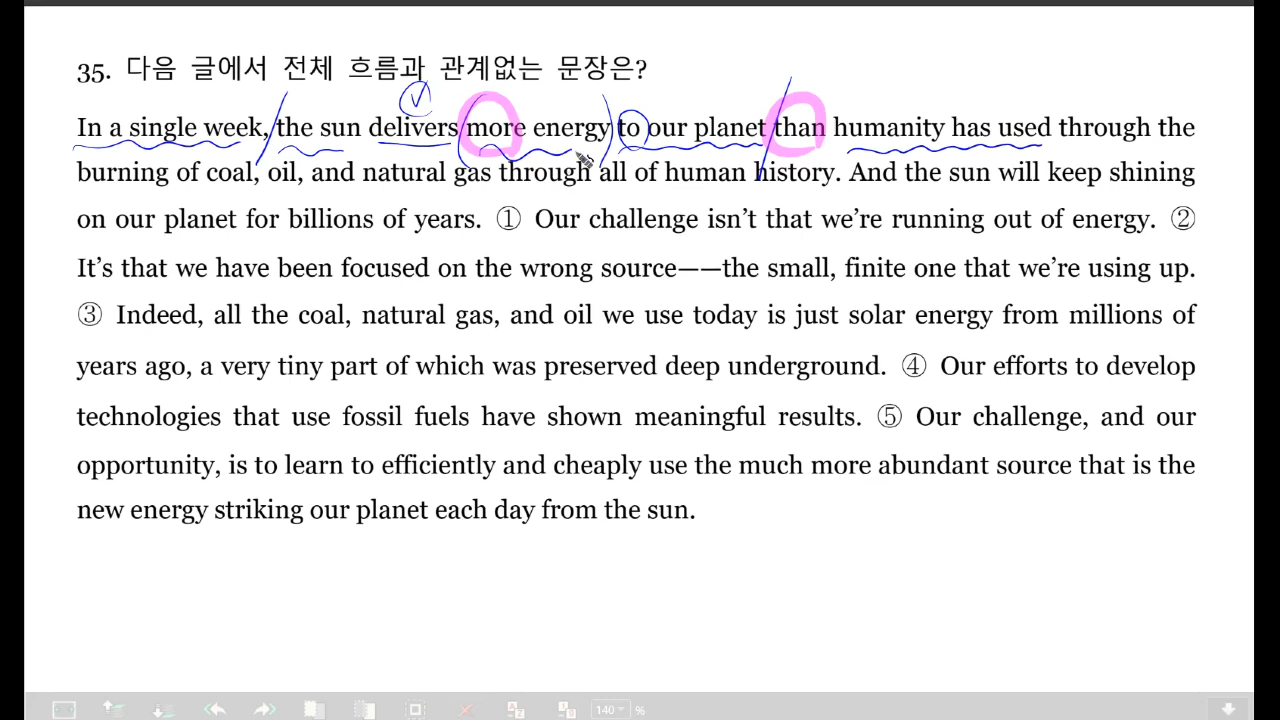 35. 다음 글에서 전체 흐름과 관계없는 문장은?
In a single week, the sun delivers more energy to our planet than humanity has used through the
burning of coal, oil, and natural gas through all of human history. And the sun will keep shining
on our planet for billions of years. ① Our challenge isn’t that we’re running out of energy. ②
It’s that we have been focused on the wrong source——the small, finite one that we’re using up.
③ Indeed, all the coal, natural gas, and oil we use today is just solar energy from millions of
years ago, a very tiny part of which was preserved deep underground. ④ Our efforts to develop
technologies that use fossil fuels have shown meaningful results. ⑤ Our challenge, and our
opportunity, is to learn to efficiently and cheaply use the much more abundant source that is the
new energy striking our planet each day from the sun.
140 %